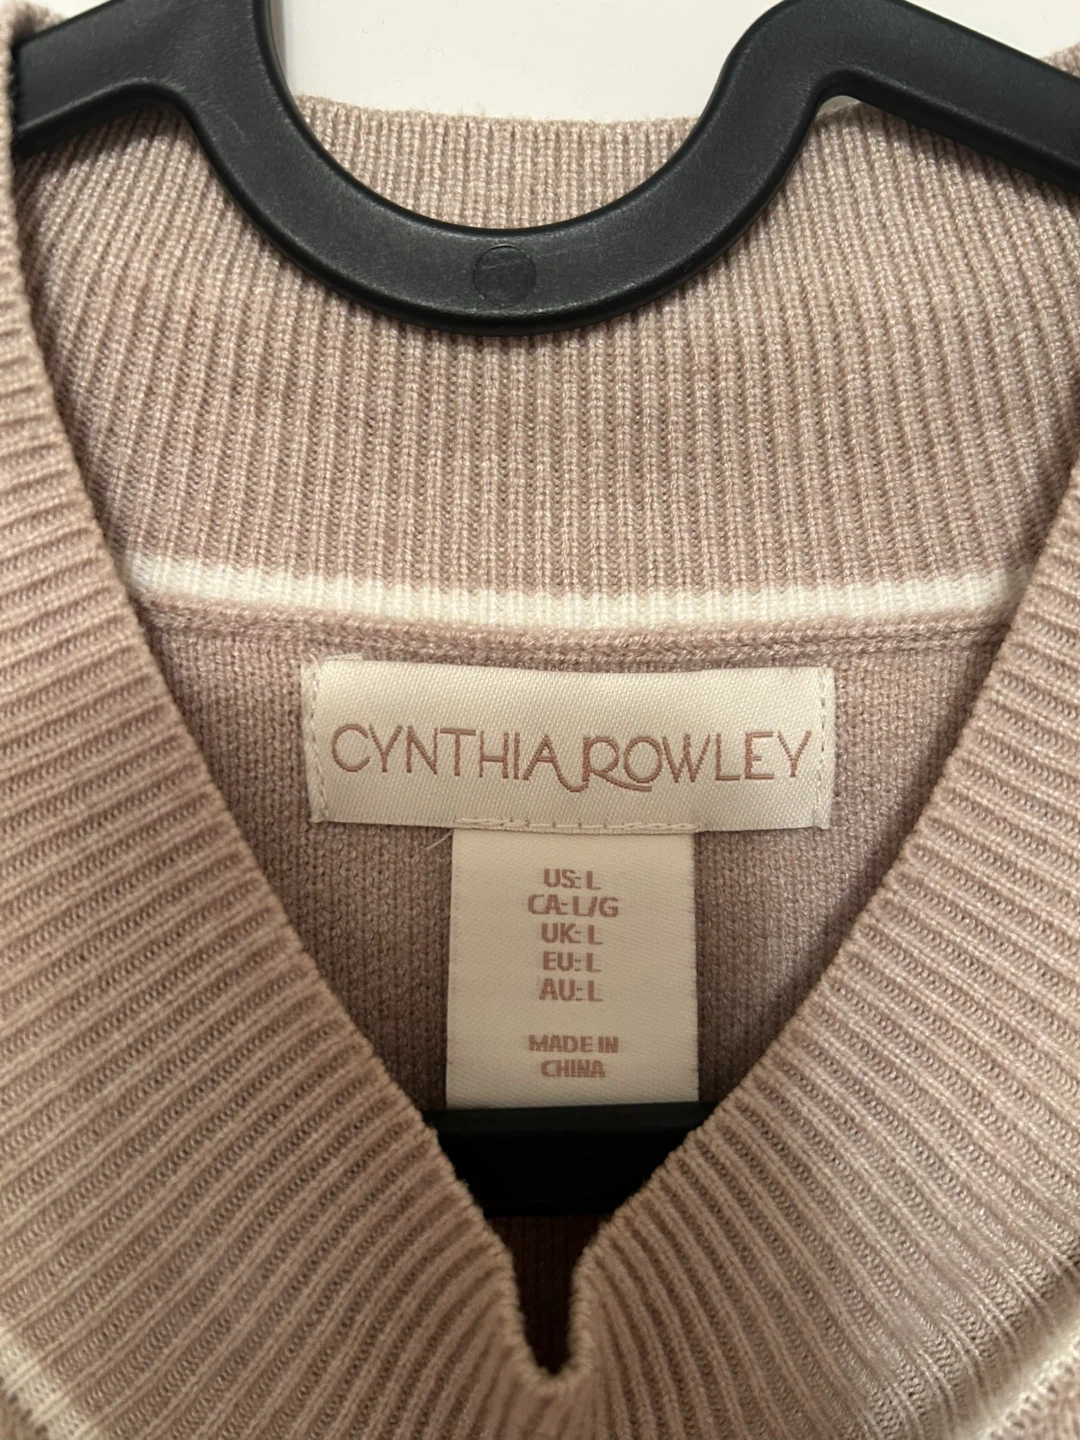 CYNTHIA ROWLEY
US: L
CA: L/G
UK: L
EU: L
AU: L
MADE IN
CHINA